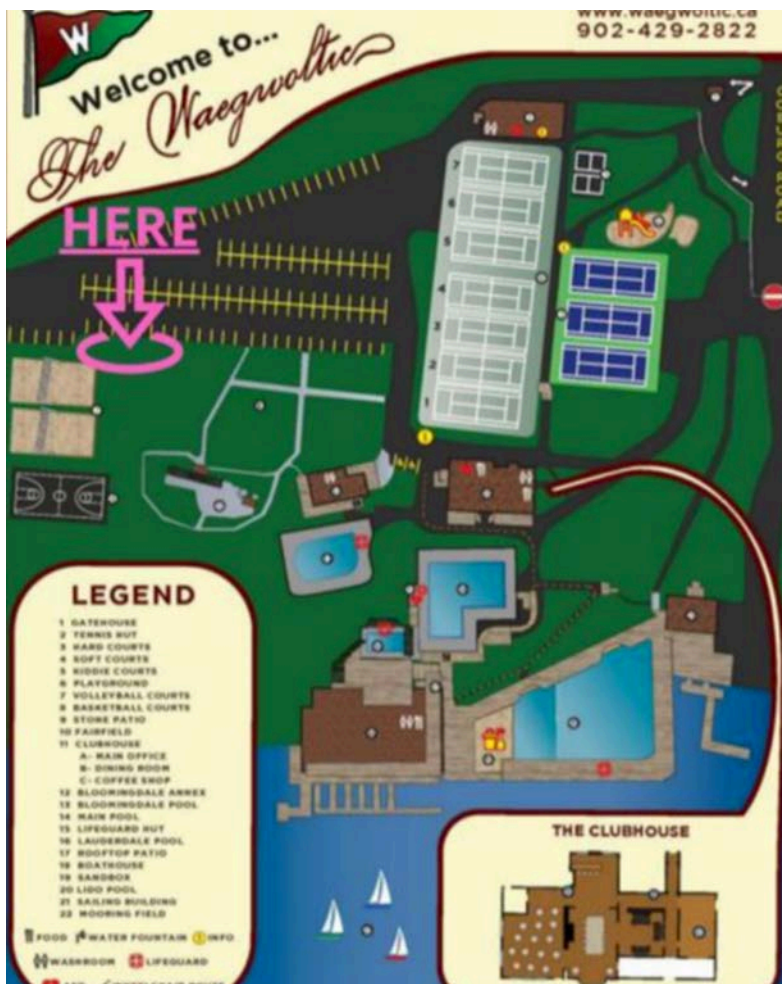 W
Welcome to...
The Waegwoltic
www.waegwoltic.ca
902-429-2822
HERE
7
6
5
4
3
2
1
LEGEND
1 GATEHOUSE
2 TENNIS HUT
3 HARD COURTS
4 SOFT COURTS
5 KIDDIE COURTS
6 PLAYGROUND
7 VOLLEYBALL COURTS
8 BASKETBALL COURTS
9 STONE PATIO
10 FAIRFIELD
11 CLUBHOUSE
A- MAIN OFFICE
B- DINING ROOM
C- COFFEE SHOP
12 BLOOMINGDALE ANNEX
13 BLOOMINGDALE POOL
14 MAIN POOL
15 LIFEGUARD HUT
16 LAUDERDALE POOL
17 ROOFTOP PATIO
18 BOATHOUSE
19 SANDBOX
20 LIDO POOL
21 SAILING BUILDING
22 MOORING FIELD
FOOD WATER FOUNTAIN INFO
WASHROOM LIFEGUARD
THE CLUBHOUSE